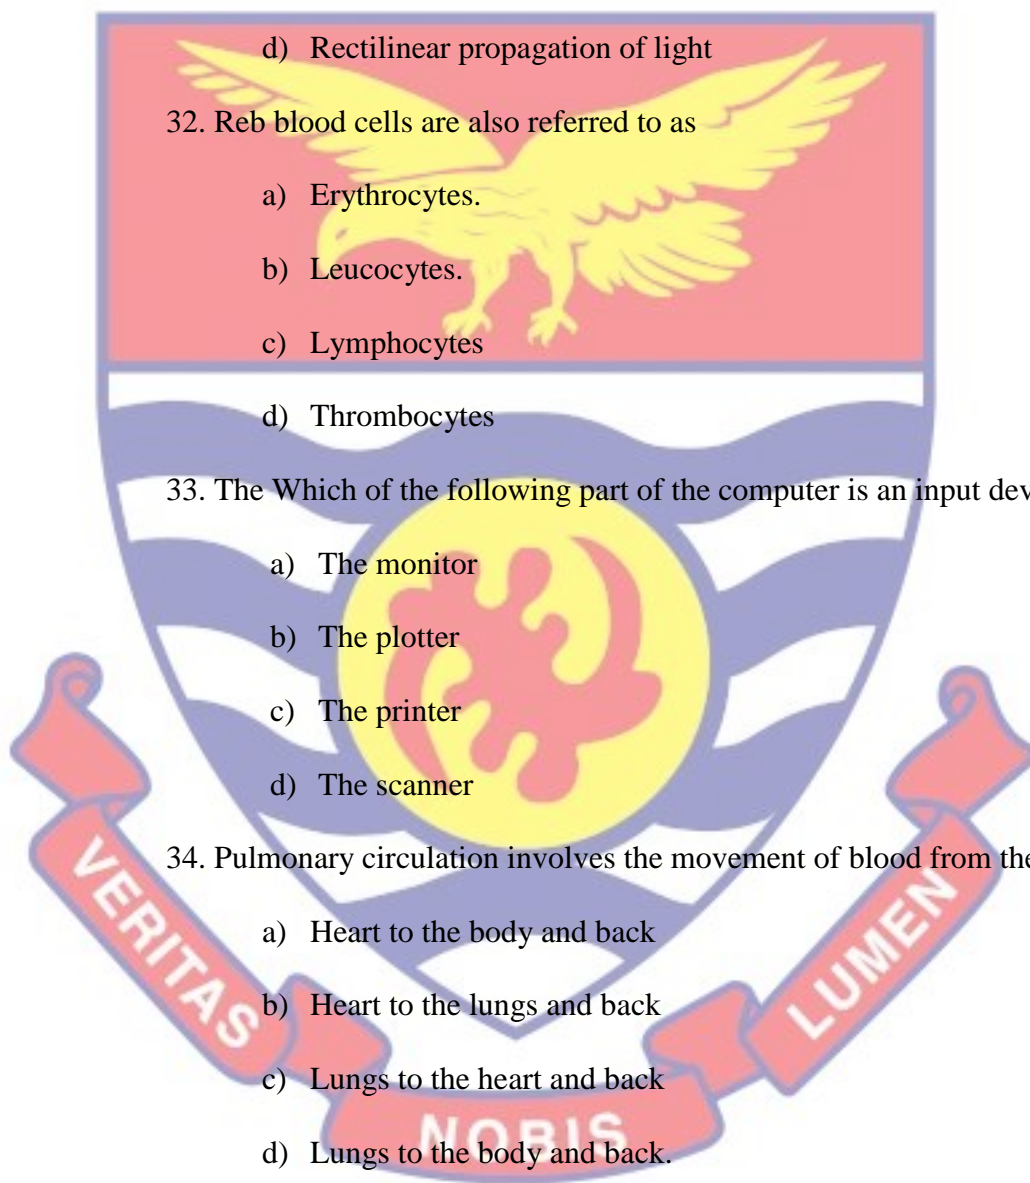 d) Rectilinear propagation of light
32. Reb blood cells are also referred to as
a) Erythrocytes.
b) Leucocytes.
c) Lymphocytes
d) Thrombocytes
33. The Which of the following part of the computer is an input
a) The monitor
b) The plotter
c) The printer
d) The scanner
34. Pulmonary circulation involves the movement of blood from the
a) Heart to the body and back
b) Heart to the lungs and back
c) Lungs to the heart and back
d) Lungs to the body and back.
VERITAS
NOBIS
LUMEN